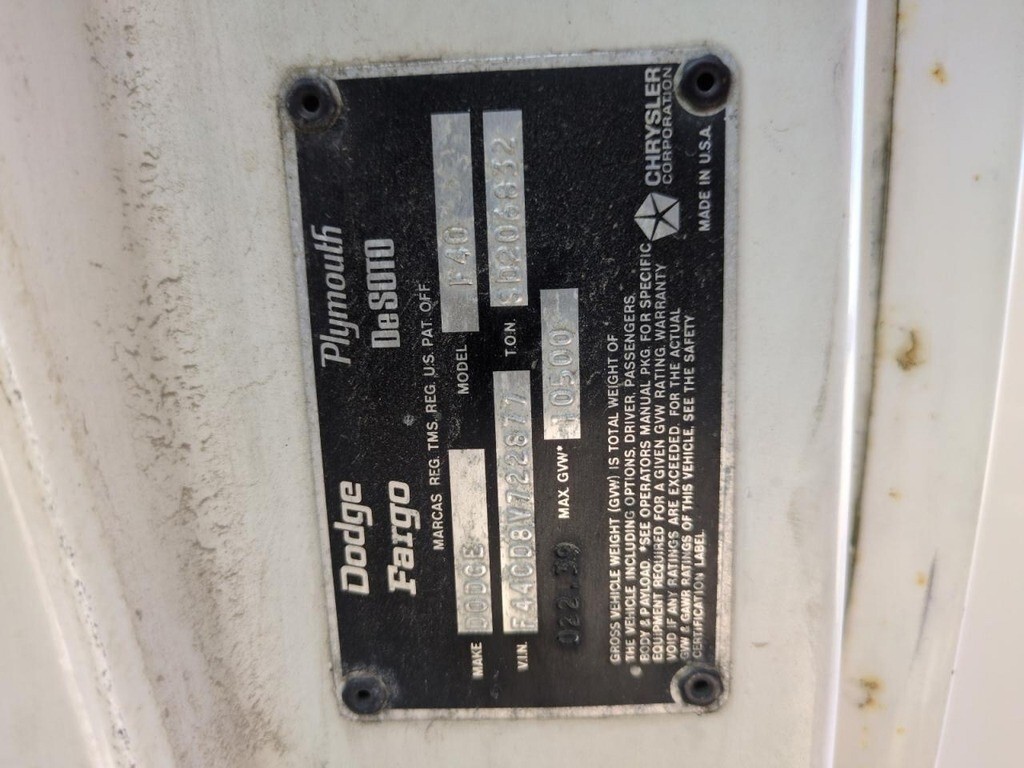 Dodge Plymouth
Fargo DeSOTO
MARCAS REG. TMS. REG. U.S. PAT. OFF.
MAKE DODGE MODEL F40
V.I.N. F44DD8V722877 T.O.N.
022.39 MAX. GVW* 10500
GROSS VEHICLE WEIGHT (GVW) IS TOTAL WEIGHT OF
THE VEHICLE INCLUDING OPTIONS, DRIVER, PASSENGERS,
BODY & PAYLOAD. *SEE OPERATORS MANUAL PKG. FOR SPECIFIC
EQUIPMENT REQUIRED FOR A GIVEN GVW RATING. WARRANTY
VOID IF ANY RATINGS ARE EXCEEDED. FOR THE ACTUAL
GVW & GAWR RATINGS OF THIS VEHICLE, SEE THE SAFETY
CERTIFICATION LABEL.
CHRYSLER
CORPORATION
MADE IN U.S.A.